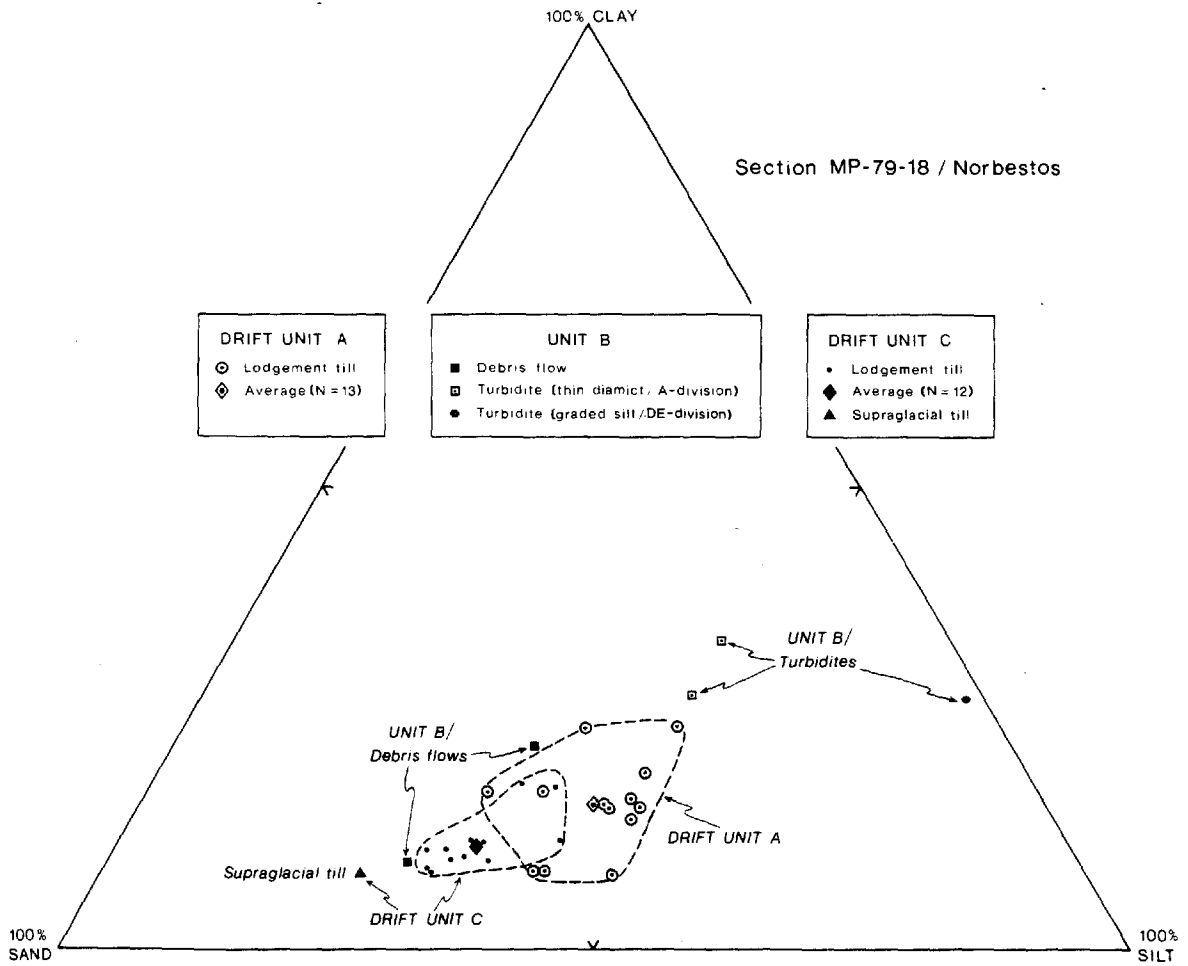 100% CLAY
Section MP-79-18 / Norbestos
DRIFT UNIT A
Lodgement till
Average (N = 13)
UNIT B
Debris flow
Turbidite (thin diamict / A-division)
Turbidite (graded silt / DE-division)
DRIFT UNIT C
Lodgement till
Average (N = 12)
Supraglacial till
UNIT B/
Turbidites
UNIT B/
Debris flows
DRIFT UNIT A
Supraglacial till
DRIFT UNIT C
100%
SAND
100%
SILT